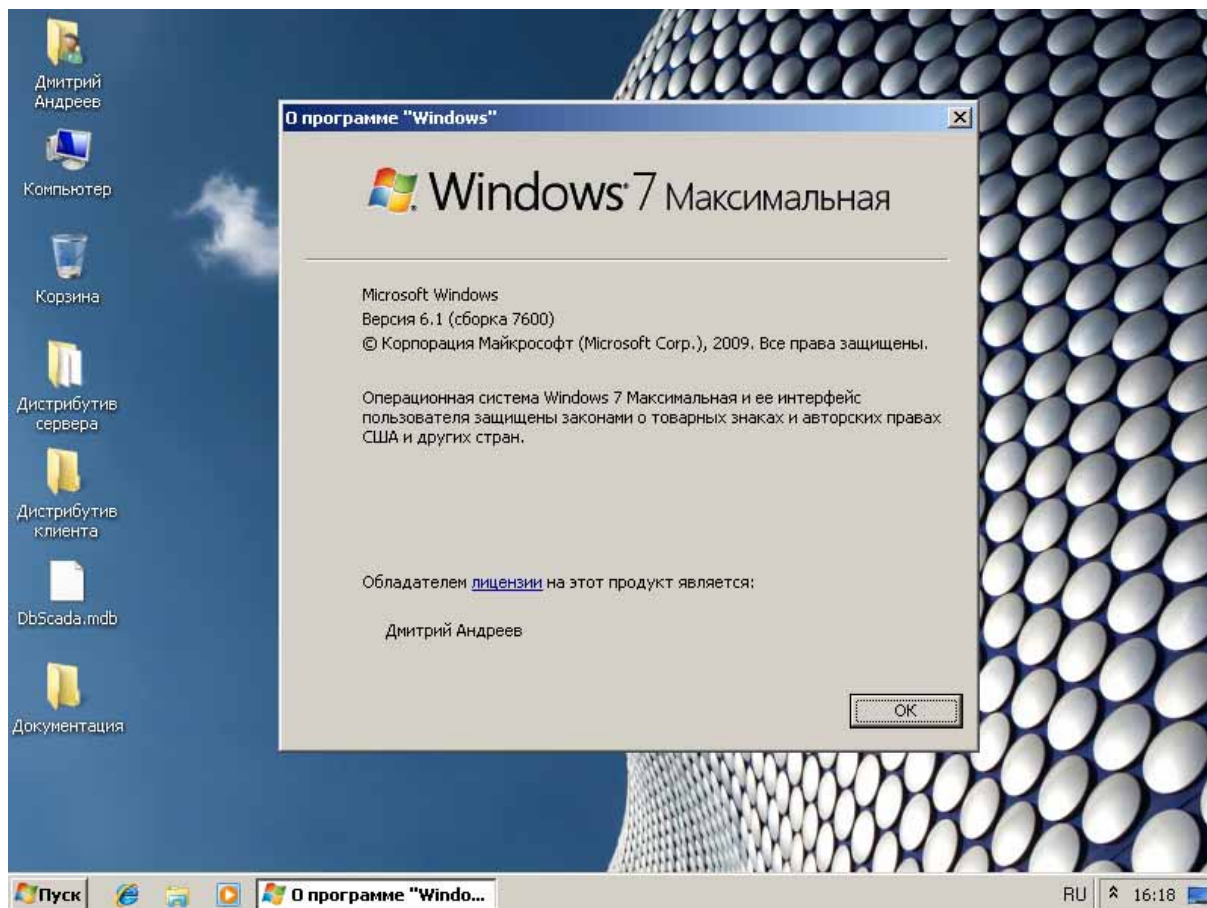 Дмитрий
Андреев
Компьютер
Корзина
Дистрибутив
сервера
Дистрибутив
клиента
DbScada.mdb
Документация
О программе "Windows"
Windows 7 Максимальная
Microsoft Windows
Версия 6.1 (сборка 7600)
© Корпорация Майкрософт (Microsoft Corp.), 2009. Все права защищены.
Операционная система Windows 7 Максимальная и ее интерфейс
пользователя защищены законами о товарных знаках и авторских правах
США и других стран.
Обладателем лицензии на этот продукт является:
Дмитрий Андреев
ОК
Пуск
О программе "Windo...
RU
16:18